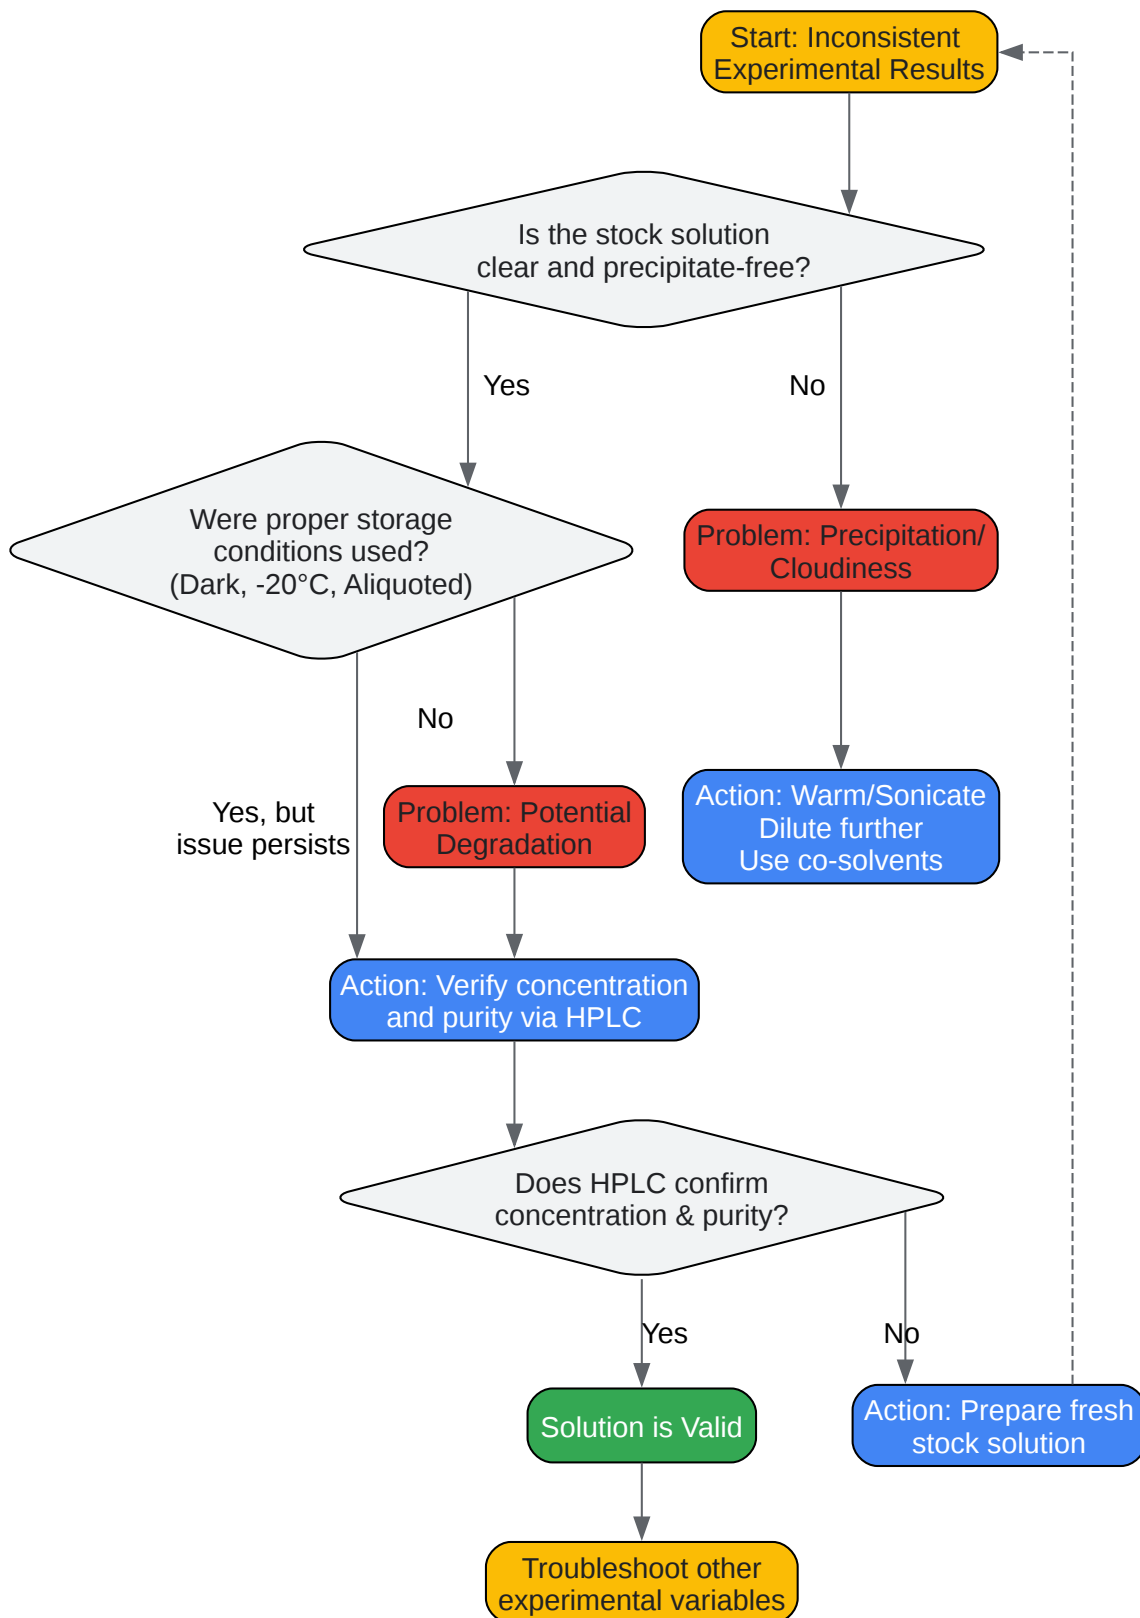 Start: Inconsistent
Experimental Results
Is the stock solution
clear and precipitate-free?
Yes
No
Were proper storage
conditions used?
(Dark, -20°C, Aliquoted)
Problem: Precipitation/
Cloudiness
No
Yes, but
issue persists
Problem: Potential
Degradation
Action: Warm/Sonicate
Dilute further
Use co-solvents
Action: Verify concentration
and purity via HPLC
Does HPLC confirm
concentration & purity?
Yes
No
Solution is Valid
Action: Prepare fresh
stock solution
Troubleshoot other
experimental variables